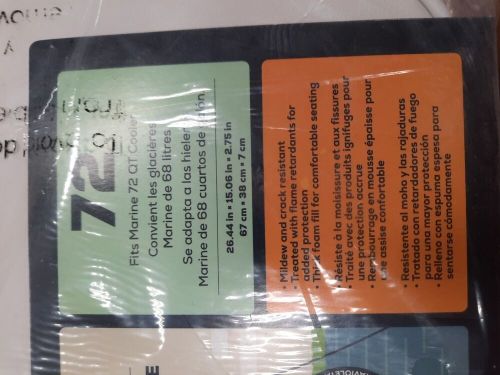 72
Fits Marine 72 QT Cooler
Convient les glacières
Marine de 68 litres
Se adapta a las hieler
Marine de 68 cuartos de
26.44 in x 15.06 in x 2.75 in
67 cm x 38 cm x 7 cm
• Mildew and crack resistant
• Treated with flame retardants for
added protection
• Thick foam fill for comfortable seating
• Résiste à la moisissure et aux fissures
• Traité avec des produits ignifuges pour
une protection accrue
• Rembourrage en mousse épaisse pour
une assise confortable
• Resistente al moho y las rajaduras
• Tratado con retardadores de fuego
para una mayor protección
• Relleno con espuma espesa para
sentarse cómodamente